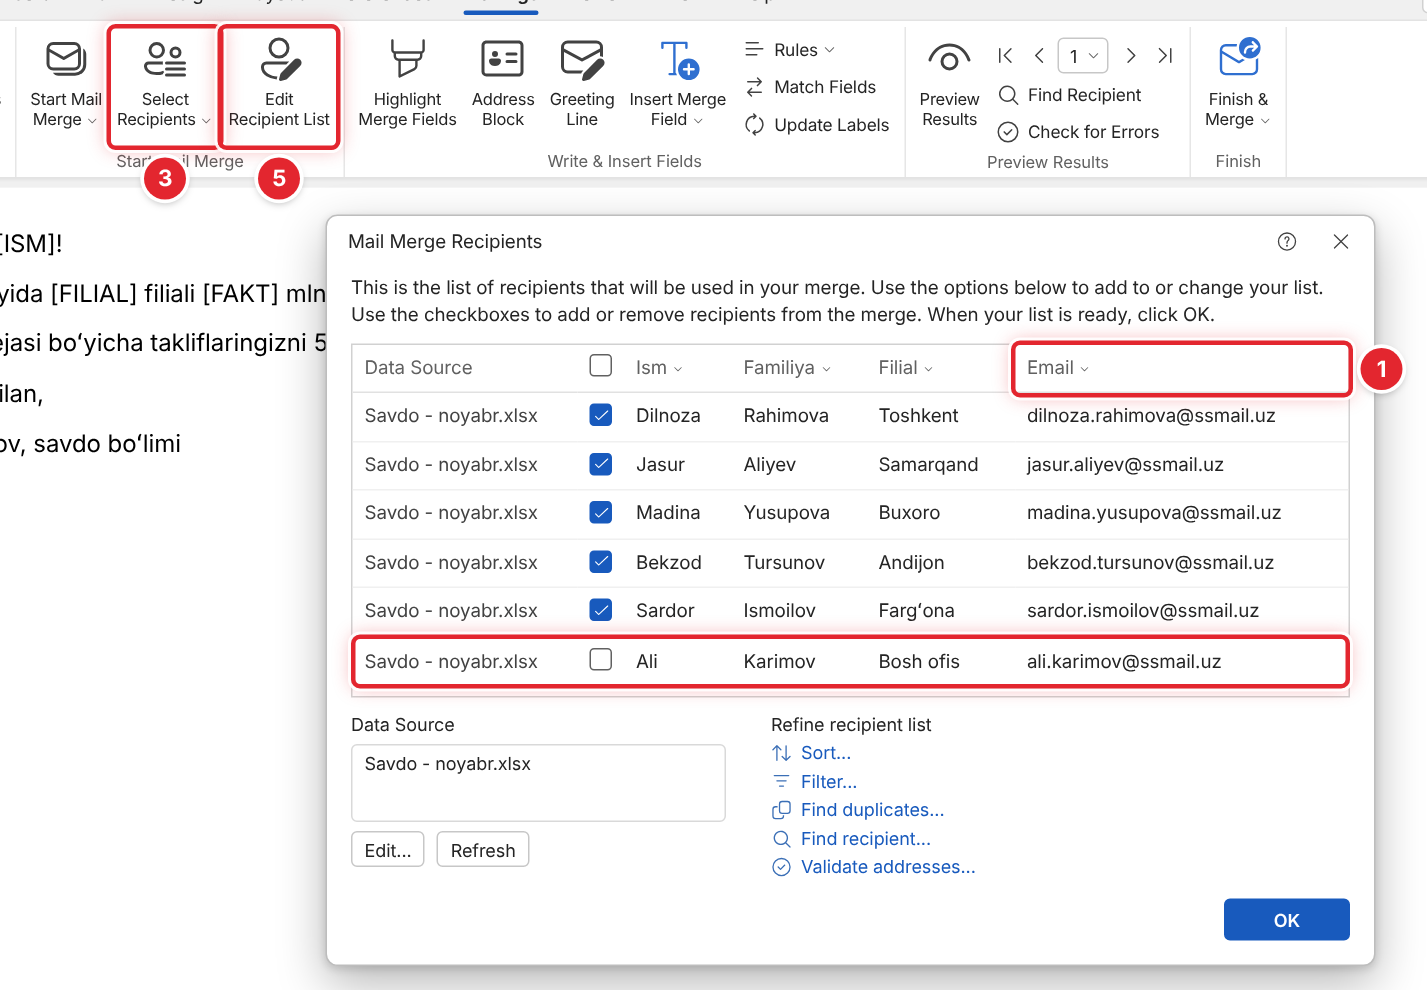 Start Mail
Merge
Select
Recipients
Edit
Recipient List
Start Mail Merge
3
5
Highlight
Merge Fields
Address
Block
Greeting
Line
Insert Merge
Field
Rules
Match Fields
Update Labels
Write & Insert Fields
Preview
Results
1
Find Recipient
Check for Errors
Preview Results
Finish &
Merge
Finish
[ISM]!
yida [FILIAL] filiali [FAKT] mln
ejasi boʻyicha takliflaringizni 5
ilan,
ov, savdo boʻlimi
Mail Merge Recipients
This is the list of recipients that will be used in your merge. Use the options below to add to or change your list.
Use the checkboxes to add or remove recipients from the merge. When your list is ready, click OK.
Data Source Ism Familiya Filial Email
1
Savdo - noyabr.xlsx Dilnoza Rahimova Toshkent dilnoza.rahimova@ssmail.uz
Savdo - noyabr.xlsx Jasur Aliyev Samarqand jasur.aliyev@ssmail.uz
Savdo - noyabr.xlsx Madina Yusupova Buxoro madina.yusupova@ssmail.uz
Savdo - noyabr.xlsx Bekzod Tursunov Andijon bekzod.tursunov@ssmail.uz
Savdo - noyabr.xlsx Sardor Ismoilov Fargʻona sardor.ismoilov@ssmail.uz
Savdo - noyabr.xlsx Ali Karimov Bosh ofis ali.karimov@ssmail.uz
Data Source
Savdo - noyabr.xlsx
Edit...
Refresh
Refine recipient list
Sort...
Filter...
Find duplicates...
Find recipient...
Validate addresses...
OK